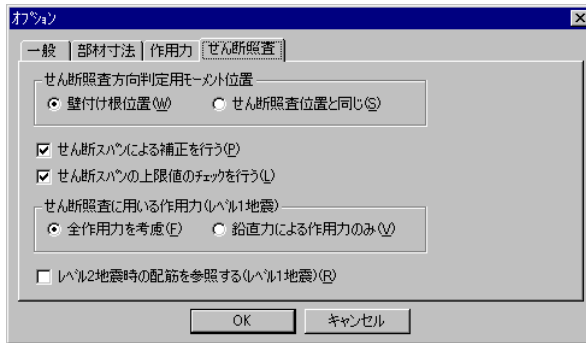 ｵﾌﾟｼｮﾝ
一般 部材寸法 作用力 せん断照査
せん断照査方向判定用ﾓｰﾒﾝﾄ位置
壁付け根位置(W) せん断照査位置と同じ(S)
せん断ｽﾊﾟﾝによる補正を行う(P)
せん断ｽﾊﾟﾝの上限値のﾁｪｯｸを行う(L)
せん断照査に用いる作用力(ﾚﾍﾞﾙ1地震)
全作用力を考慮(F) 鉛直力による作用力のみ(V)
ﾚﾍﾞﾙ2地震時の配筋を参照する(ﾚﾍﾞﾙ1地震)(R)
OK ｷｬﾝｾﾙ